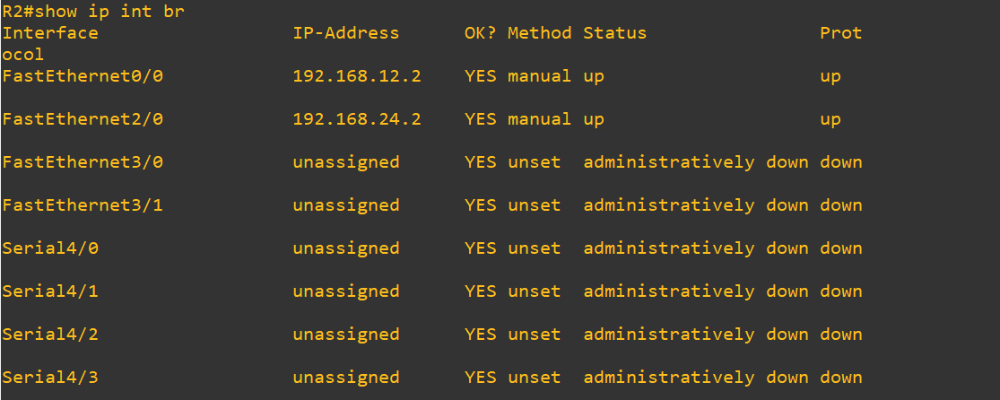 R2#show ip int br
Interface                  IP-Address      OK? Method Status                Prot
ocol
FastEthernet0/0            192.168.12.2    YES manual up                    up
FastEthernet2/0            192.168.24.2    YES manual up                    up
FastEthernet3/0            unassigned      YES unset  administratively down down
FastEthernet3/1            unassigned      YES unset  administratively down down
Serial4/0                  unassigned      YES unset  administratively down down
Serial4/1                  unassigned      YES unset  administratively down down
Serial4/2                  unassigned      YES unset  administratively down down
Serial4/3                  unassigned      YES unset  administratively down down